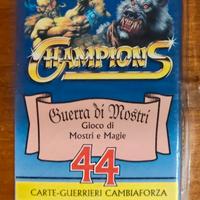 CHAMPIONS
Guerra di Mostri
Gioco di
Mostri e Magie
44
CARTE-GUERRIERI CAMBIAFORZA